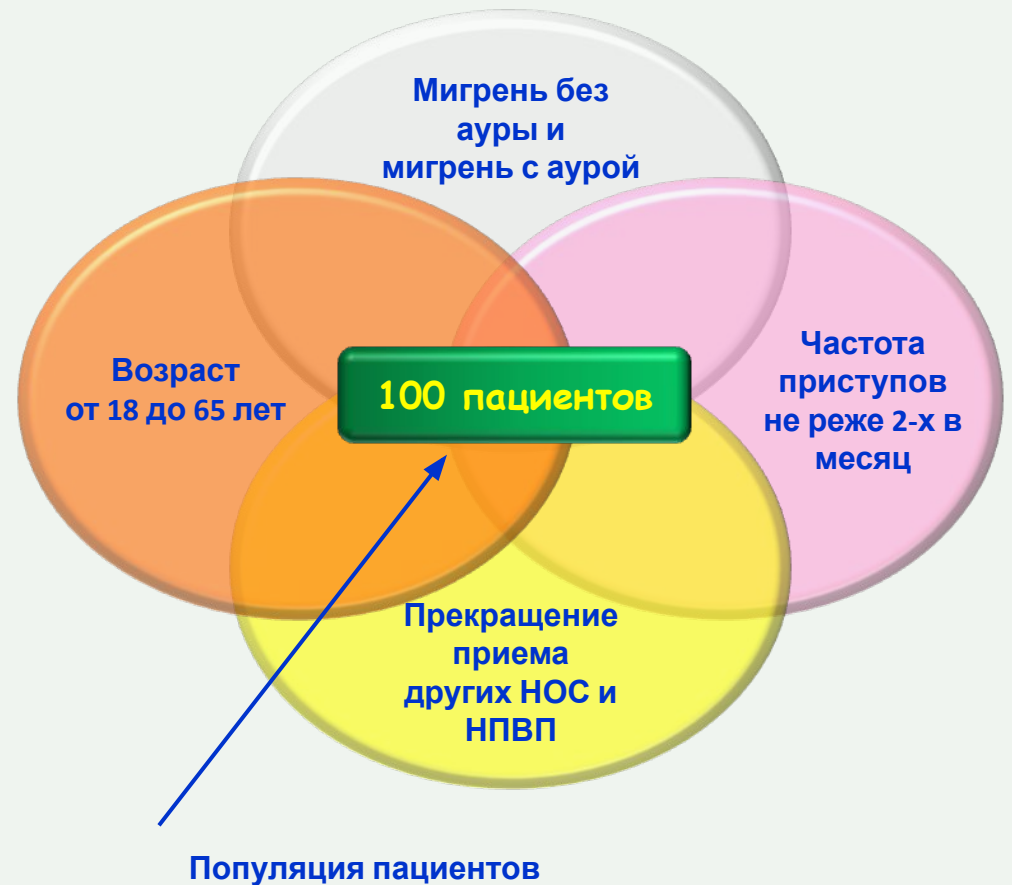 Мигрень без
ауры и
мигрень с аурой
Возраст
от 18 до 65 лет
100 пациентов
Частота
приступов
не реже 2-х в
месяц
Прекращение
приема
других НОС и
НПВП
Популяция пациентов